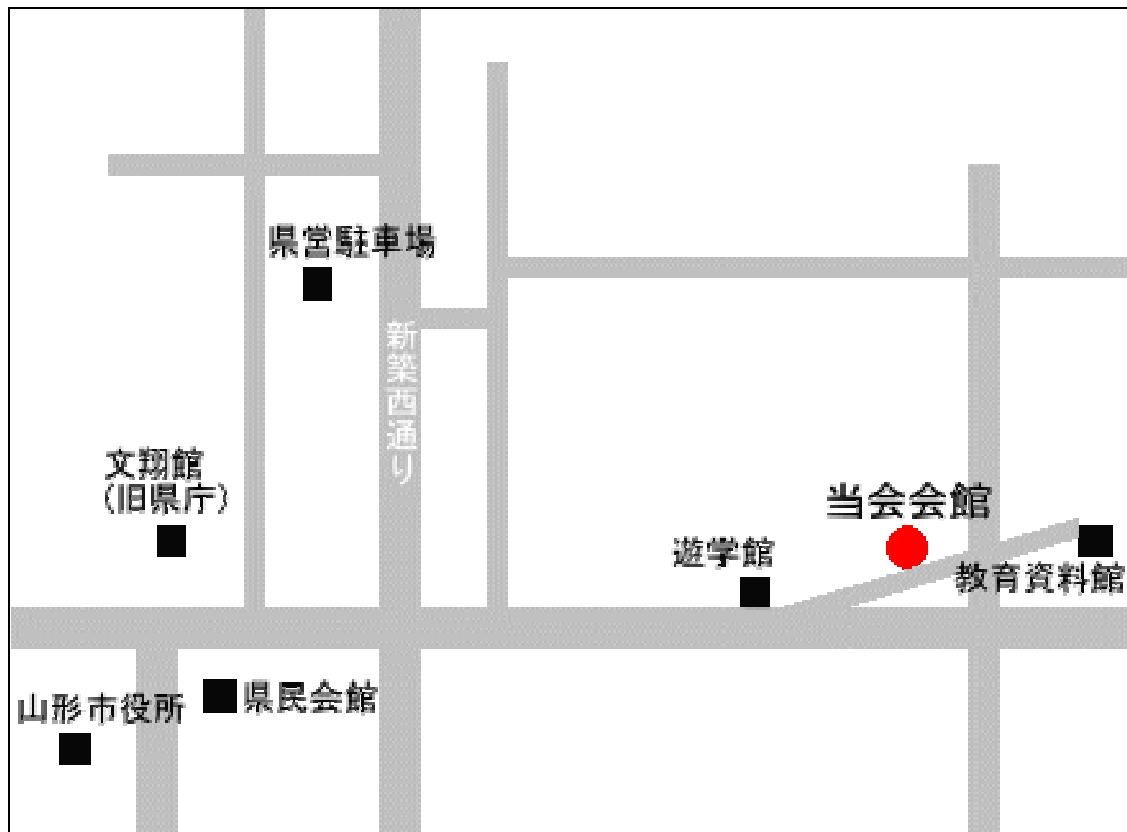 県営駐車場
新築西通り
文翔館
(旧県庁)
当会会館
遊学館
教育資料館
県民会館
山形市役所